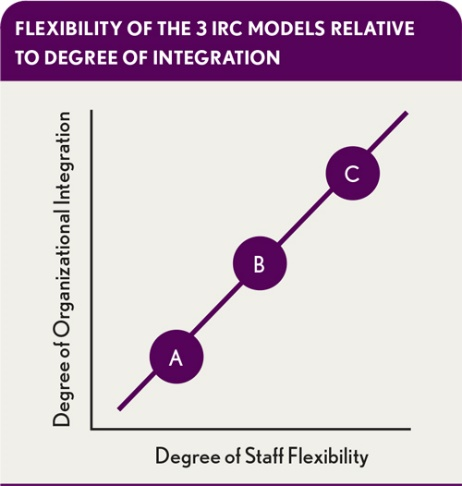 FLEXIBILITY OF THE 3 IRC MODELS RELATIVE
TO DEGREE OF INTEGRATION
Degree of Organizational Integration
C
B
A
Degree of Staff Flexibility